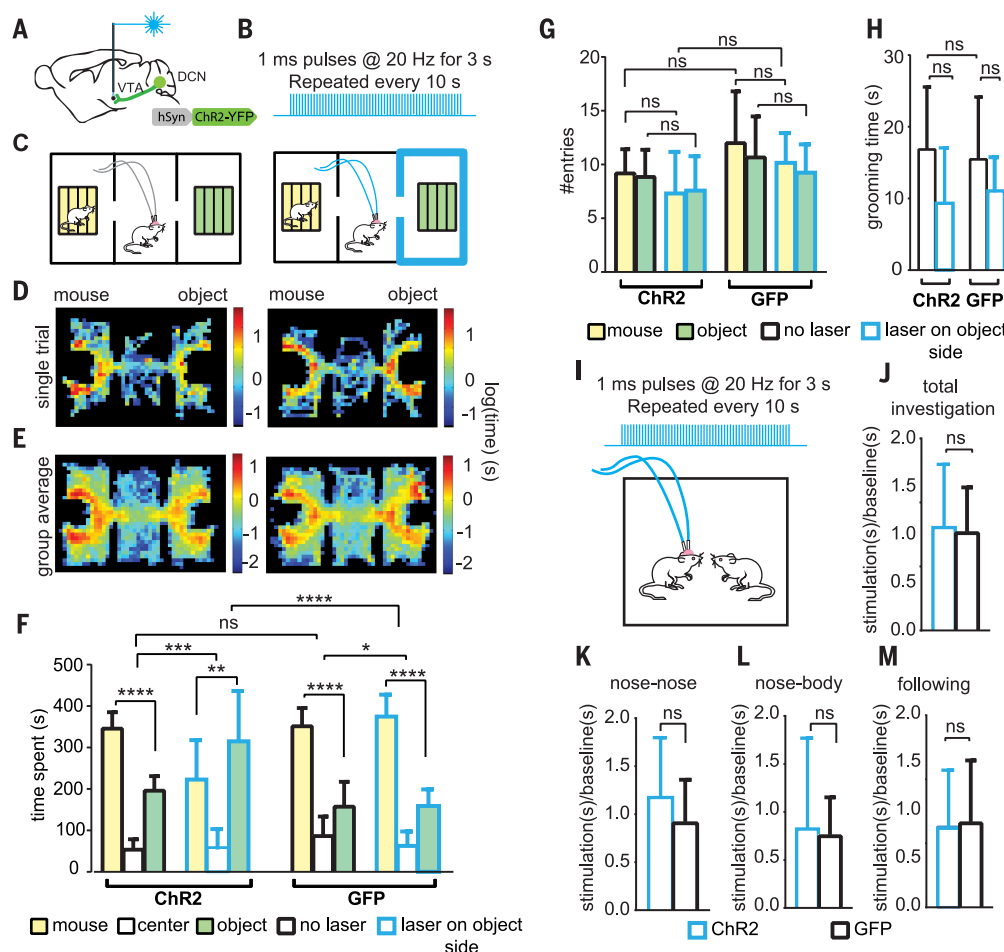 A
VTA
DCN
hSyn
ChR2-YFP
B
1 ms pulses @ 20 Hz for 3 s
Repeated every 10 s
C
D
mouse
object
mouse
object
single trial
1
0
-1
1
0
-1
log(time) (s)
E
group average
1
0
-1
-2
1
0
-1
-2
F
time spent (s)
500
400
300
200
100
0
****
***
**
ns
****
****
*
****
ChR2
GFP
mouse
center
object
no laser
laser on object
side
G
#entries
20
15
10
5
0
ns
ns
ns
ns
ns
ns
ChR2
GFP
mouse
object
no laser
laser on object
side
H
grooming time (s)
30
20
10
0
ns
ns
ChR2
GFP
I
1 ms pulses @ 20 Hz for 3 s
Repeated every 10 s
J
total
investigation
stimulation(s)/baseline(s)
2.0
1.5
1.0
0.5
0.0
ns
K
nose-nose
stimulation(s)/baseline(s)
2.0
1.5
1.0
0.5
0.0
ns
L
nose-body
stimulation(s)/baseline(s)
2.0
1.5
1.0
0.5
0.0
ns
M
following
stimulation(s)/baseline(s)
2.0
1.5
1.0
0.5
0.0
ns
ChR2
GFP